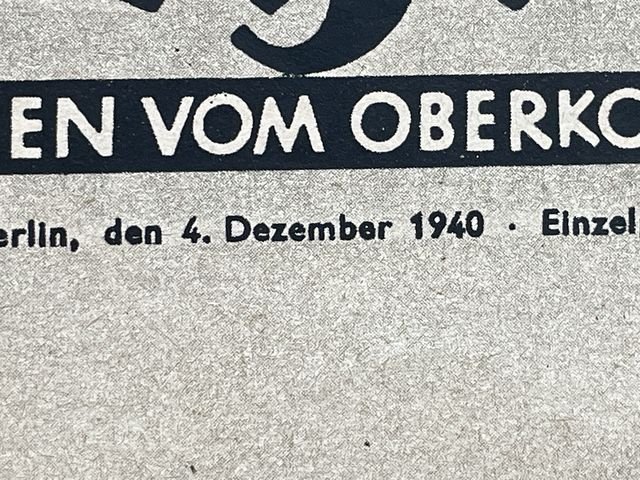 EN VOM OBERKO
erlin, den 4. Dezember 1940 · Einzel